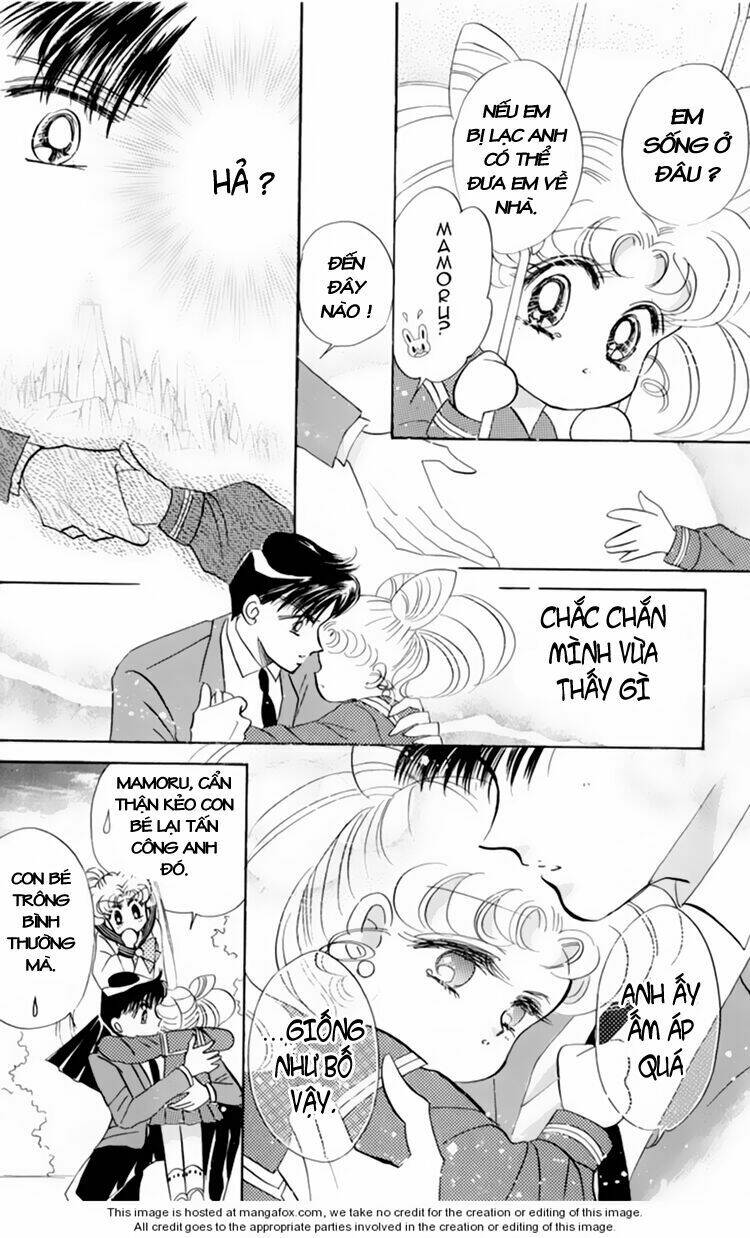 EM
SỐNG Ở
ĐÂU ?
NẾU EM
BỊ LẠC ANH
CÓ THỂ
ĐƯA EM VỀ
NHÀ.
MAMORU?
ĐẾN
ĐÂY
NÀO !
HẢ ?
CHẮC CHẮN
MÌNH VỪA
THẤY GÌ
MAMORU, CẨN
THẬN KẺO CON
BÉ LẠI TẤN
CÔNG ANH
ĐÓ.
CON BÉ
TRÔNG
BÌNH
THƯỜNG
MÀ.
ANH ẤY
ẤM ÁP
QUÁ
...GIỐNG
NHƯ BỐ
VẬY.
This image is hosted at mangafox.com, we take no credit for the creation or editing of this image.
All credit goes to the appropriate parties involved in the creation or editing of this image.